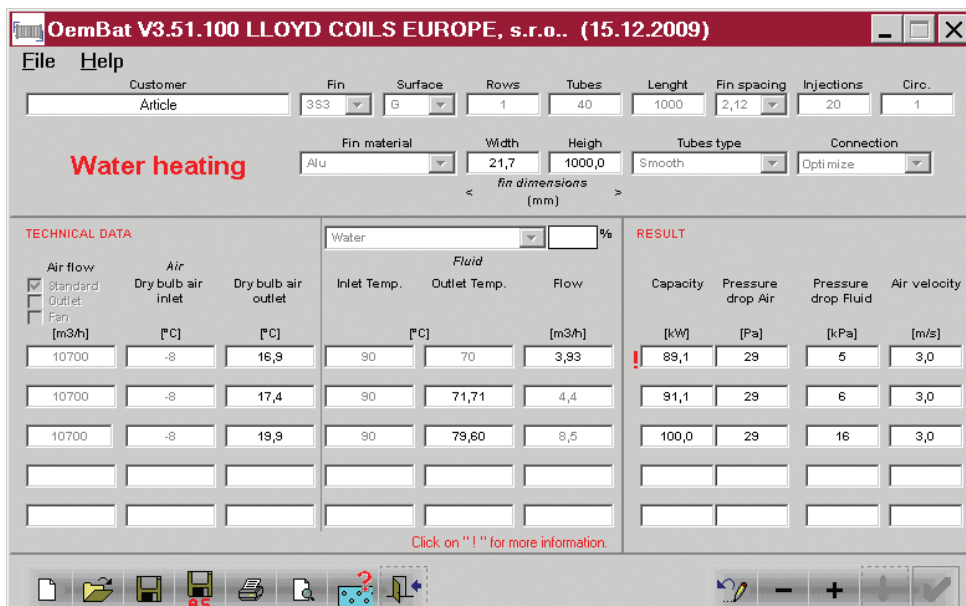 OemBat V3.51.100 LLOYD COILS EUROPE, s.r.o.. (15.12.2009)
File Help
Customer Fin Surface Rows Tubes Lenght Fin spacing Injections Circ.
Article 3S3 G 1 40 1000 2,12 20 1
Fin material Width Heigh Tubes type Connection
Water heating Alu 21,7 1000,0 Smooth Optimize
< fin dimensions >
(mm)
TECHNICAL DATA Water % RESULT
Fluid
Air flow Air
Standard Dry bulb air inlet Dry bulb air outlet Inlet Temp. Outlet Temp. Flow Capacity Pressure drop Air Pressure drop Fluid Air velocity
Outlet
Fan
[m3/h] [°C] [°C] [°C] [m3/h] [kW] [Pa] [kPa] [m/s]
10700 -8 16,9 90 70 3,93 ! 89,1 29 5 3,0
10700 -8 17,4 90 71,71 4,4 91,1 29 6 3,0
10700 -8 19,9 90 79,60 8,5 100,0 29 16 3,0
Click on "!" for more information.
es ?